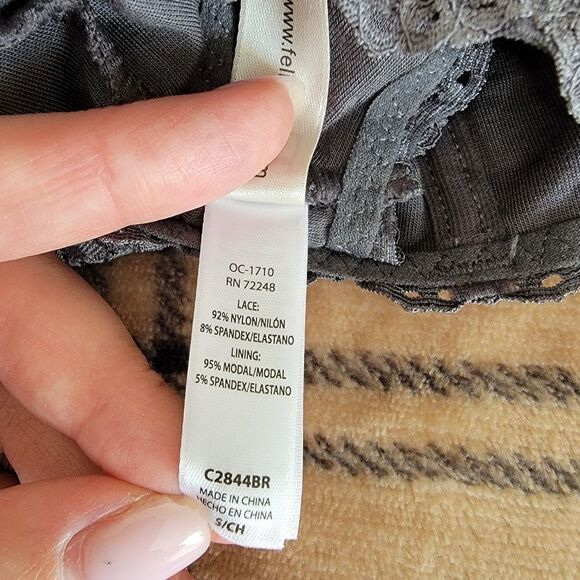 www.fel
OC-1710
RN 72248
LACE:
92% NYLON/NILÓN
8% SPANDEX/ELASTANO
LINING:
95% MODAL/MODAL
5% SPANDEX/ELASTANO
C2844BR
MADE IN CHINA
HECHO EN CHINA
S/CH